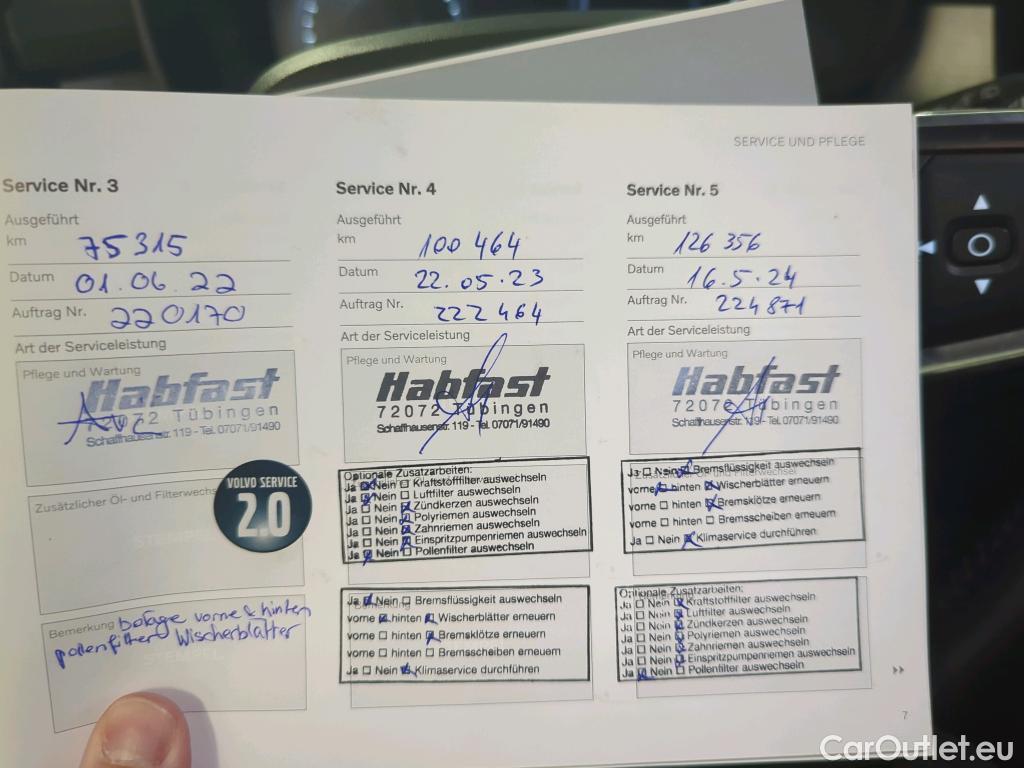 SERVICE UND PFLEGE
Service Nr. 3
Ausgeführt
km 75315
Datum 01.06.22
Auftrag Nr. 220170
Art der Serviceleistung
Pflege und Wartung
Habfast
72072 Tübingen
Schaffhausenstr. 119 - Tel. 07071/91490
Zusätzlicher Öl- und Filterwechs
VOLVO SERVICE
2.0
Bemerkung beläge vorne & hinten
pollenfilter Wischerblätter
STEMPEL
Service Nr. 4
Ausgeführt
km 100 464
Datum 22.05.23
Auftrag Nr. 222464
Art der Serviceleistung
Pflege und Wartung
Habfast
72072 Tübingen
Schaffhausenstr. 119 - Tel. 07071/91490
Optionale Zusatzarbeiten:
Ja Nein Kraftstofffilter auswechseln
Ja Nein Luftfilter auswechseln
Ja Nein Zündkerzen auswechseln
Ja Nein Polyriemen auswechseln
Ja Nein Zahnriemen auswechseln
Ja Nein Einspritzpumpenriemen auswechseln
Ja Nein Pollenfilter auswechseln
Ja Nein Bremsflüssigkeit auswechseln
vorne hinten Wischerblätter erneuern
vorne hinten Bremsklötze erneuern
vorne hinten Bremsscheiben erneuern
Ja Nein Klimaservice durchführen
Service Nr. 5
Ausgeführt
km 126 356
Datum 16.5.24
Auftrag Nr. 224871
Art der Serviceleistung
Pflege und Wartung
Habfast
72072 Tübingen
Schaffhausenstr. 119 - Tel. 07071/91490
Ja Nein Bremsflüssigkeit auswechseln
vorne hinten Wischerblätter erneuern
vorne hinten Bremsklötze erneuern
vorne hinten Bremsscheiben erneuern
Ja Nein Klimaservice durchführen
Optionale Zusatzarbeiten:
Ja Nein Kraftstofffilter auswechseln
Ja Nein Luftfilter auswechseln
Ja Nein Zündkerzen auswechseln
Ja Nein Polyriemen auswechseln
Ja Nein Zahnriemen auswechseln
Ja Nein Einspritzpumpenriemen auswechseln
Ja Nein Pollenfilter auswechseln
7
CarOutlet.eu